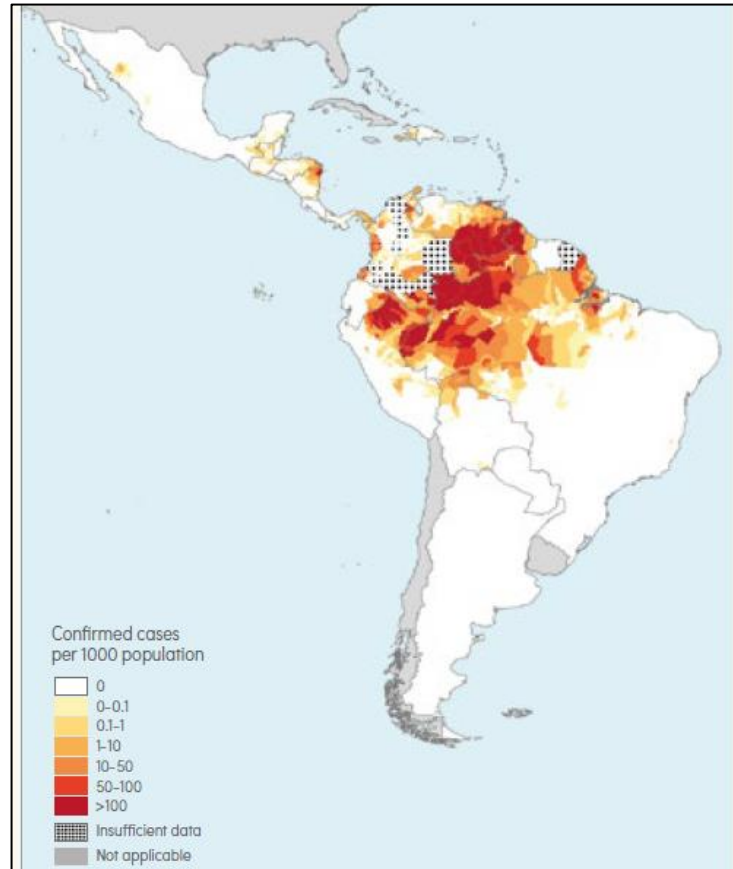 Confirmed cases
per 1000 population
0
0–0.1
0.1–1
1–10
10–50
50–100
>100
Insufficient data
Not applicable